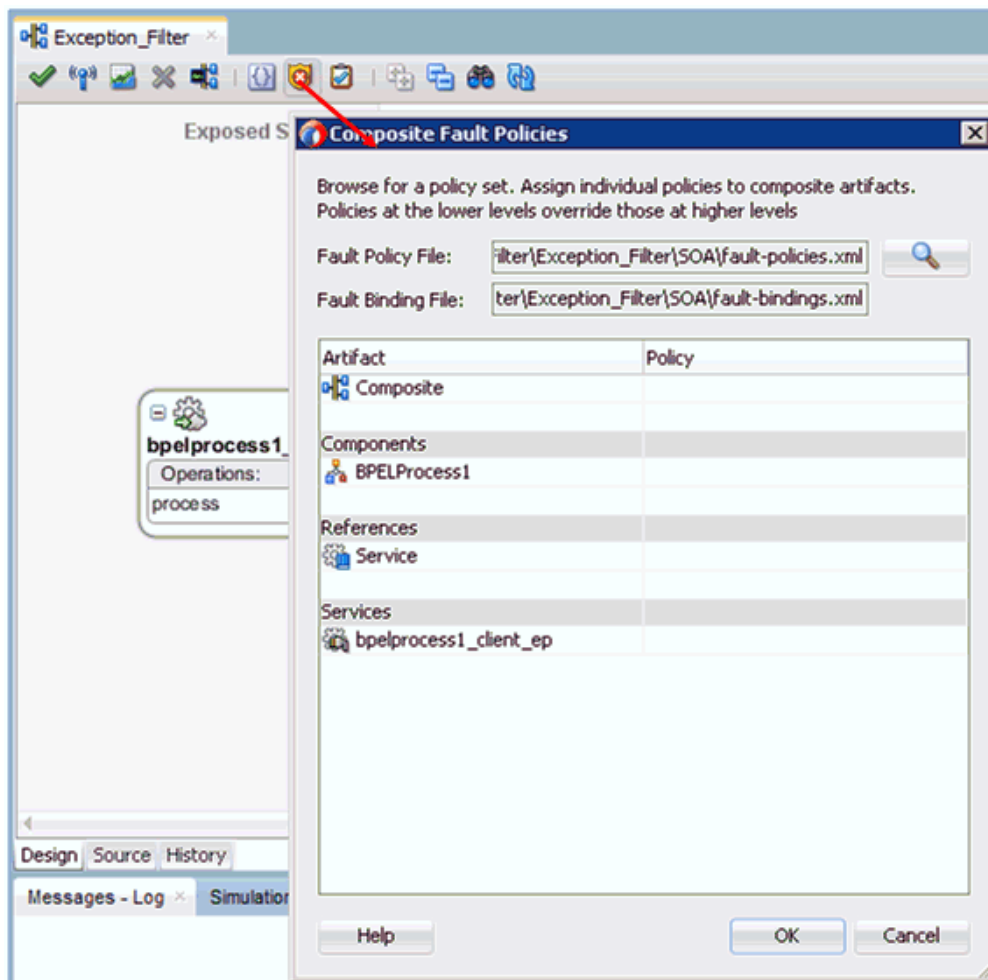 Exception_Filter
Exposed S
Composite Fault Policies
Browse for a policy set. Assign individual policies to composite artifacts.
Policies at the lower levels override those at higher levels
Fault Policy File: ilter\Exception_Filter\SOA\fault-policies.xml
Fault Binding File: ter\Exception_Filter\SOA\fault-bindings.xml
Artifact Policy
Composite
Components
BPELProcess1
References
Service
Services
bpelprocess1_client_ep
bpelprocess1_
Operations:
process
Design Source History
Messages - Log Simulation
Help OK Cancel